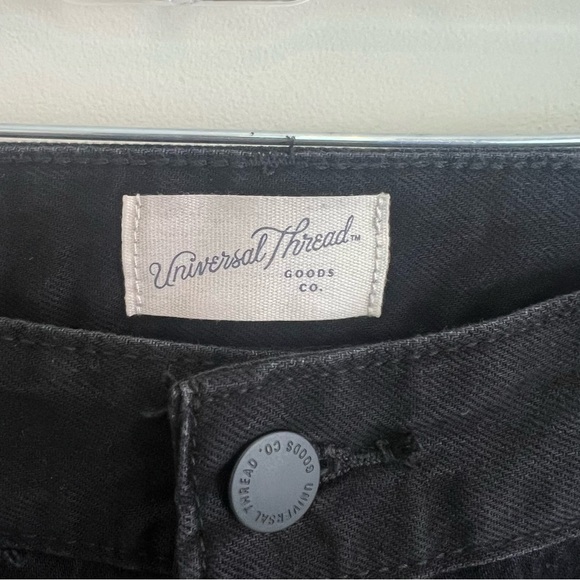 Universal Thread™
GOODS
CO.
UNIVERSAL THREAD GOODS CO.